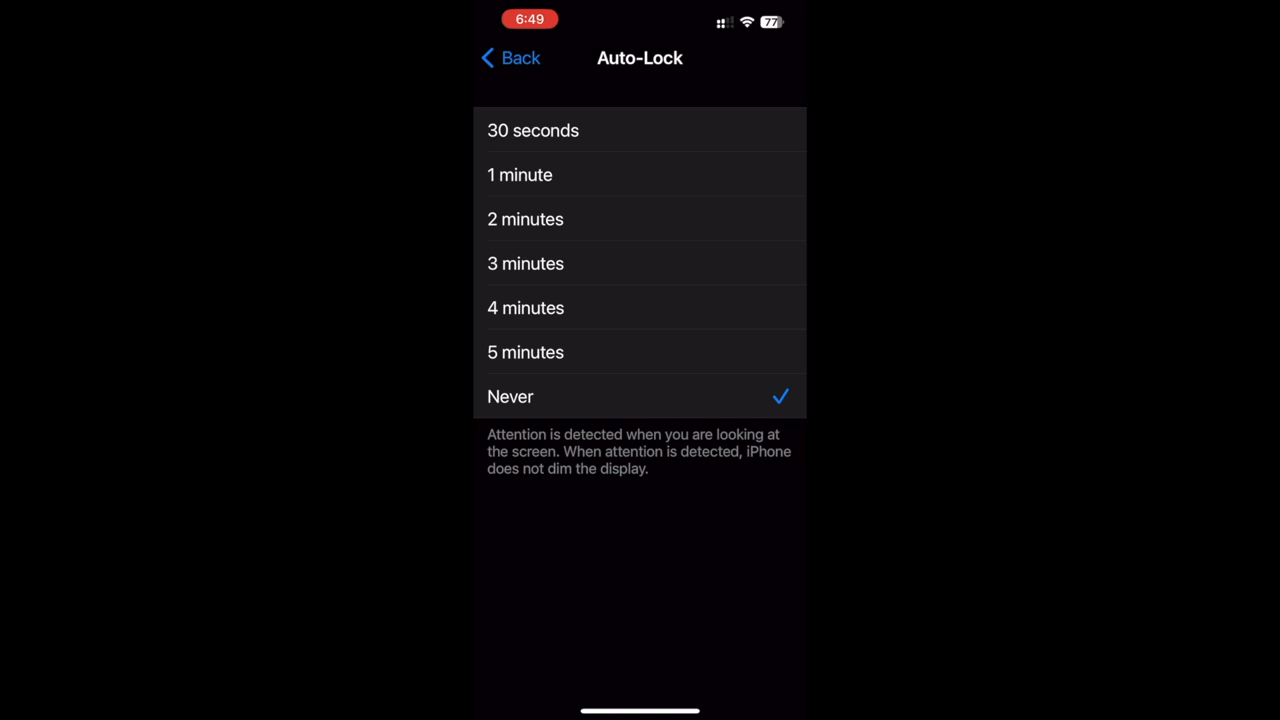 6:49
77
Back
Auto-Lock
30 seconds
1 minute
2 minutes
3 minutes
4 minutes
5 minutes
Never
Attention is detected when you are looking at
the screen. When attention is detected, iPhone
does not dim the display.